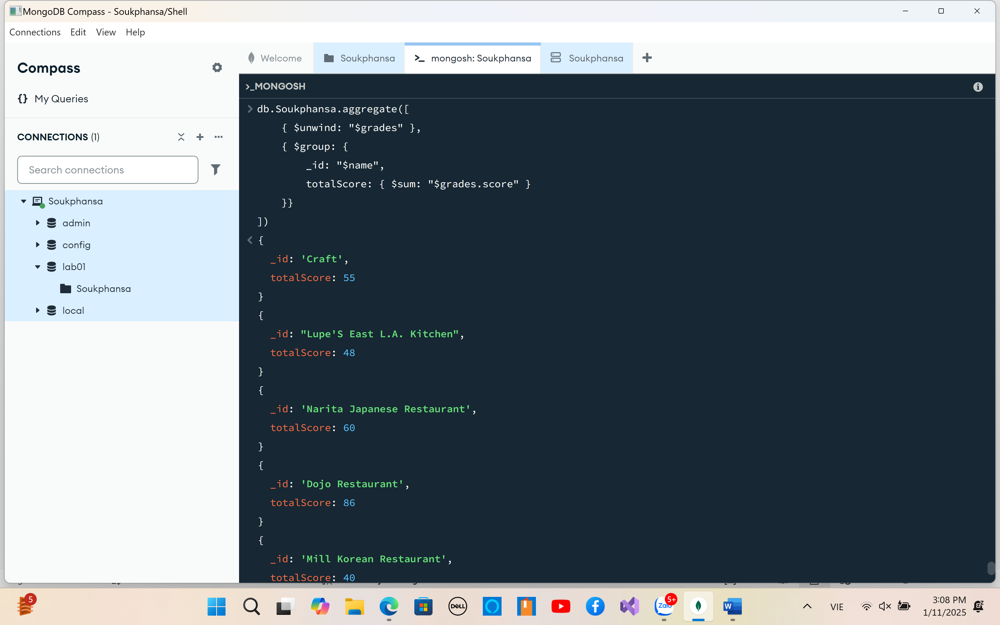 MongoDB Compass - Soukphansa/Shell
Connections Edit View Help
Compass
{} My Queries
CONNECTIONS (1)
Search connections
Soukphansa
admin
config
lab01
Soukphansa
local
Welcome
Soukphansa
>_ mongosh: Soukphansa
Soukphansa
>_MONGOSH
> db.Soukphansa.aggregate([
{ $unwind: "$grades" },
{ $group: {
_id: "$name",
totalScore: { $sum: "$grades.score" }
}}
])
< {
_id: 'Craft',
totalScore: 55
}
{
_id: "Lupe'S East L.A. Kitchen",
totalScore: 48
}
{
_id: 'Narita Japanese Restaurant',
totalScore: 60
}
{
_id: 'Dojo Restaurant',
totalScore: 86
}
{
_id: 'Mill Korean Restaurant',
totalScore: 40
5
DELL
Zalo
5+
W
VIE
3:08 PM
1/11/2025